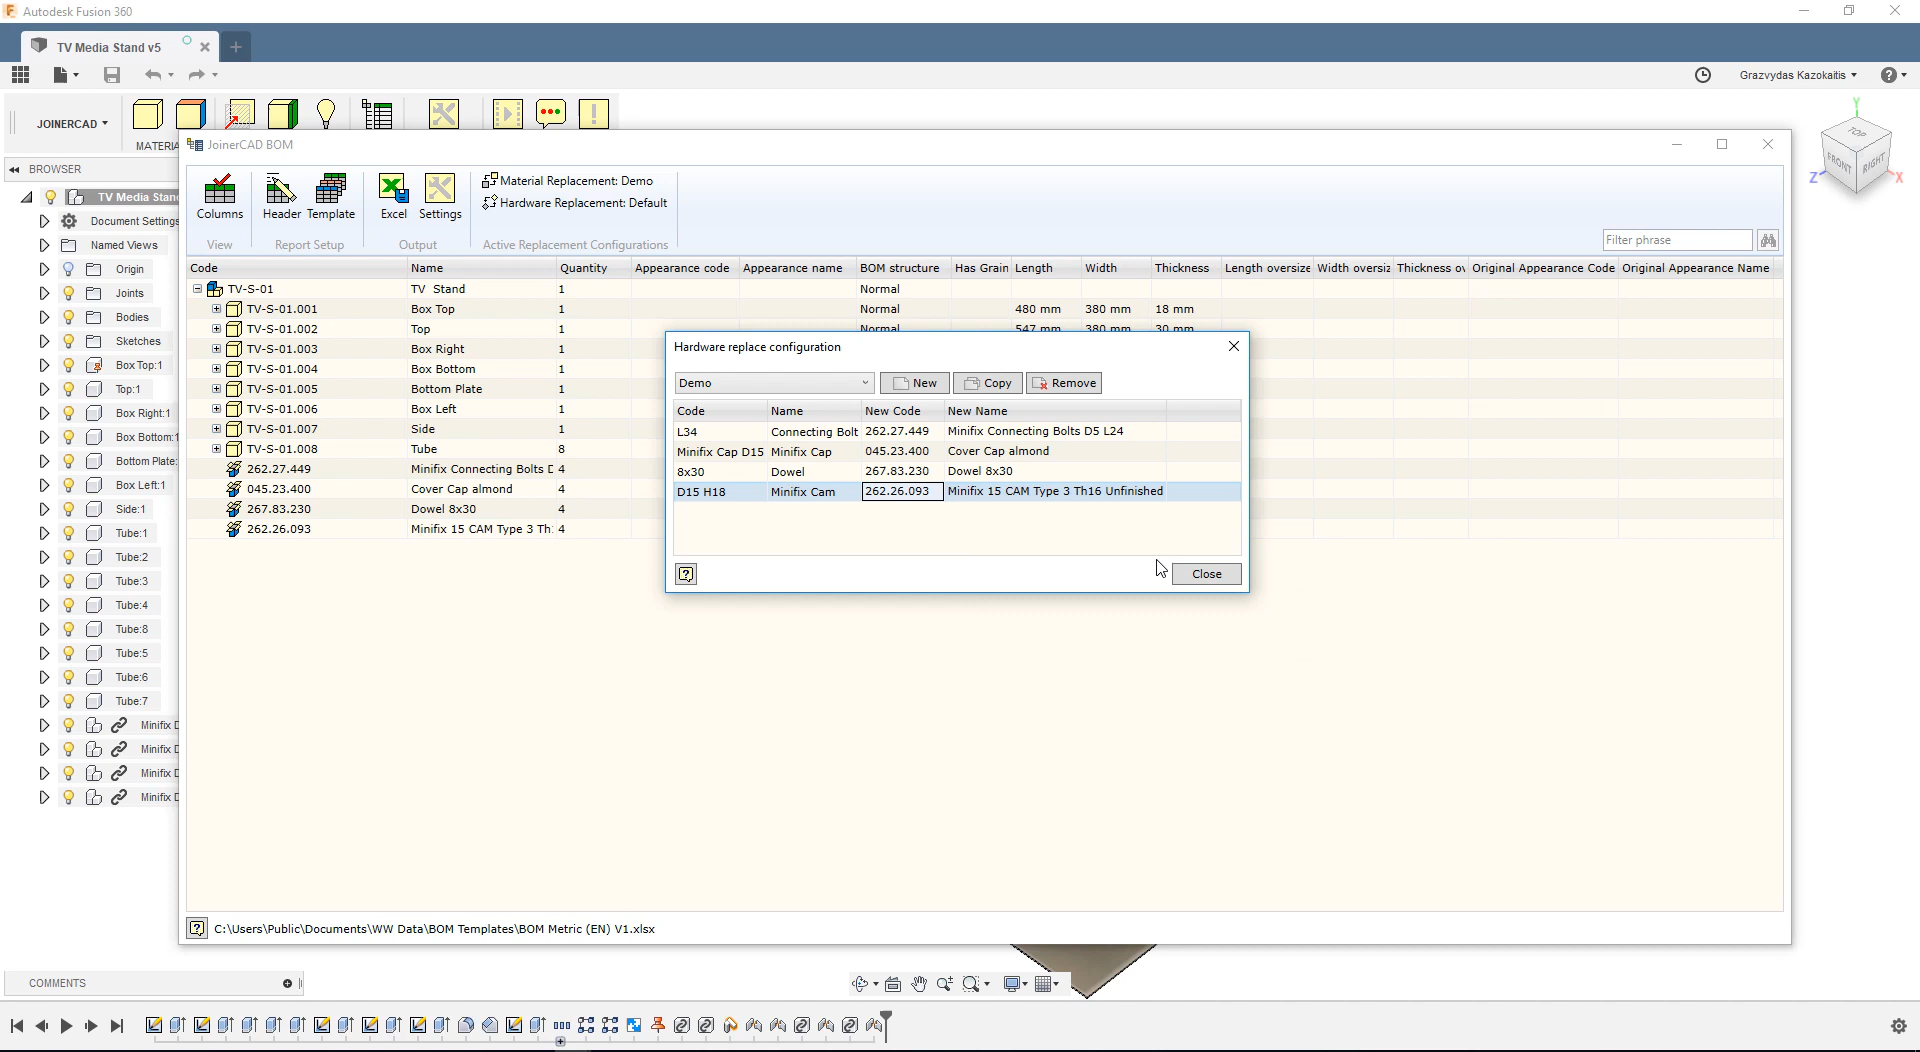 Autodesk Fusion 360
TV Media Stand v5
Grazvydas Kazokaitis
JOINERCAD
MATERIA
JoinerCAD BOM
BROWSER
Columns
Header
Template
Excel
Settings
Material Replacement: Demo
Hardware Replacement: Default
View
Report Setup
Output
Active Replacement Configurations
Filter phrase
TV Media Stan
Document Settings
Named Views
Origin
Joints
Bodies
Sketches
Box Top:1
Top:1
Box Right:1
Box Bottom:1
Bottom Plate:
Box Left:1
Side:1
Tube:1
Tube:2
Tube:3
Tube:4
Tube:8
Tube:5
Tube:6
Tube:7
Minifix D
Minifix D
Minifix D
Minifix D
Code Name Quantity Appearance code Appearance name BOM structure Has Grain Length Width Thickness Length oversize Width oversiz Thickness ov Original Appearance Code Original Appearance Name
TV-S-01 TV Stand 1 Normal
TV-S-01.001 Box Top 1 Normal 480 mm 380 mm 18 mm
TV-S-01.002 Top 1 Normal 547 mm 380 mm 30 mm
TV-S-01.003 Box Right 1
TV-S-01.004 Box Bottom 1
TV-S-01.005 Bottom Plate 1
TV-S-01.006 Box Left 1
TV-S-01.007 Side 1
TV-S-01.008 Tube 8
262.27.449 Minifix Connecting Bolts D 4
045.23.400 Cover Cap almond 4
267.83.230 Dowel 8x30 4
262.26.093 Minifix 15 CAM Type 3 Th 4
Hardware replace configuration
Demo
New
Copy
Remove
Code Name New Code New Name
L34 Connecting Bolt 262.27.449 Minifix Connecting Bolts D5 L24
Minifix Cap D15 Minifix Cap 045.23.400 Cover Cap almond
8x30 Dowel 267.83.230 Dowel 8x30
D15 H18 Minifix Cam 262.26.093 Minifix 15 CAM Type 3 Th16 Unfinished
Close
C:\Users\Public\Documents\WW Data\BOM Templates\BOM Metric (EN) V1.xlsx
COMMENTS
TOP
FRONT
RIGHT
Y
Z
X